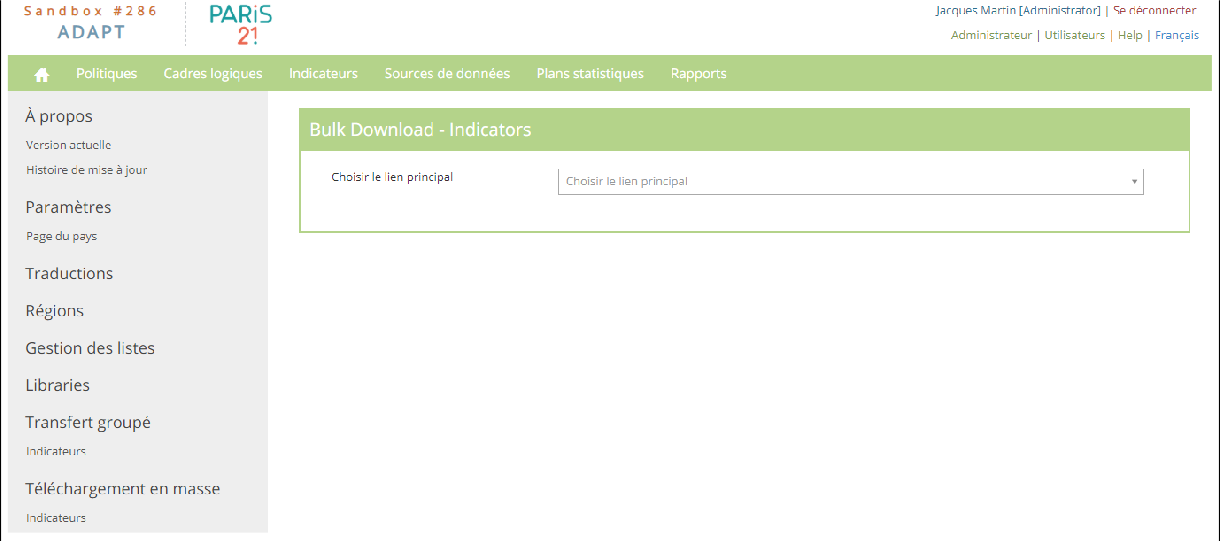 Sandbox #286
ADAPT
PARiS
21
Jacques Martin [Administrator] | Se déconnecter
Administrateur | Utilisateurs | Help | Français
Politiques Cadres logiques Indicateurs Sources de données Plans statistiques Rapports
À propos
Version actuelle
Histoire de mise à jour
Paramètres
Page du pays
Traductions
Régions
Gestion des listes
Libraries
Transfert groupé
Indicateurs
Téléchargement en masse
Indicateurs
Bulk Download - Indicators
Choisir le lien principal
Choisir le lien principal